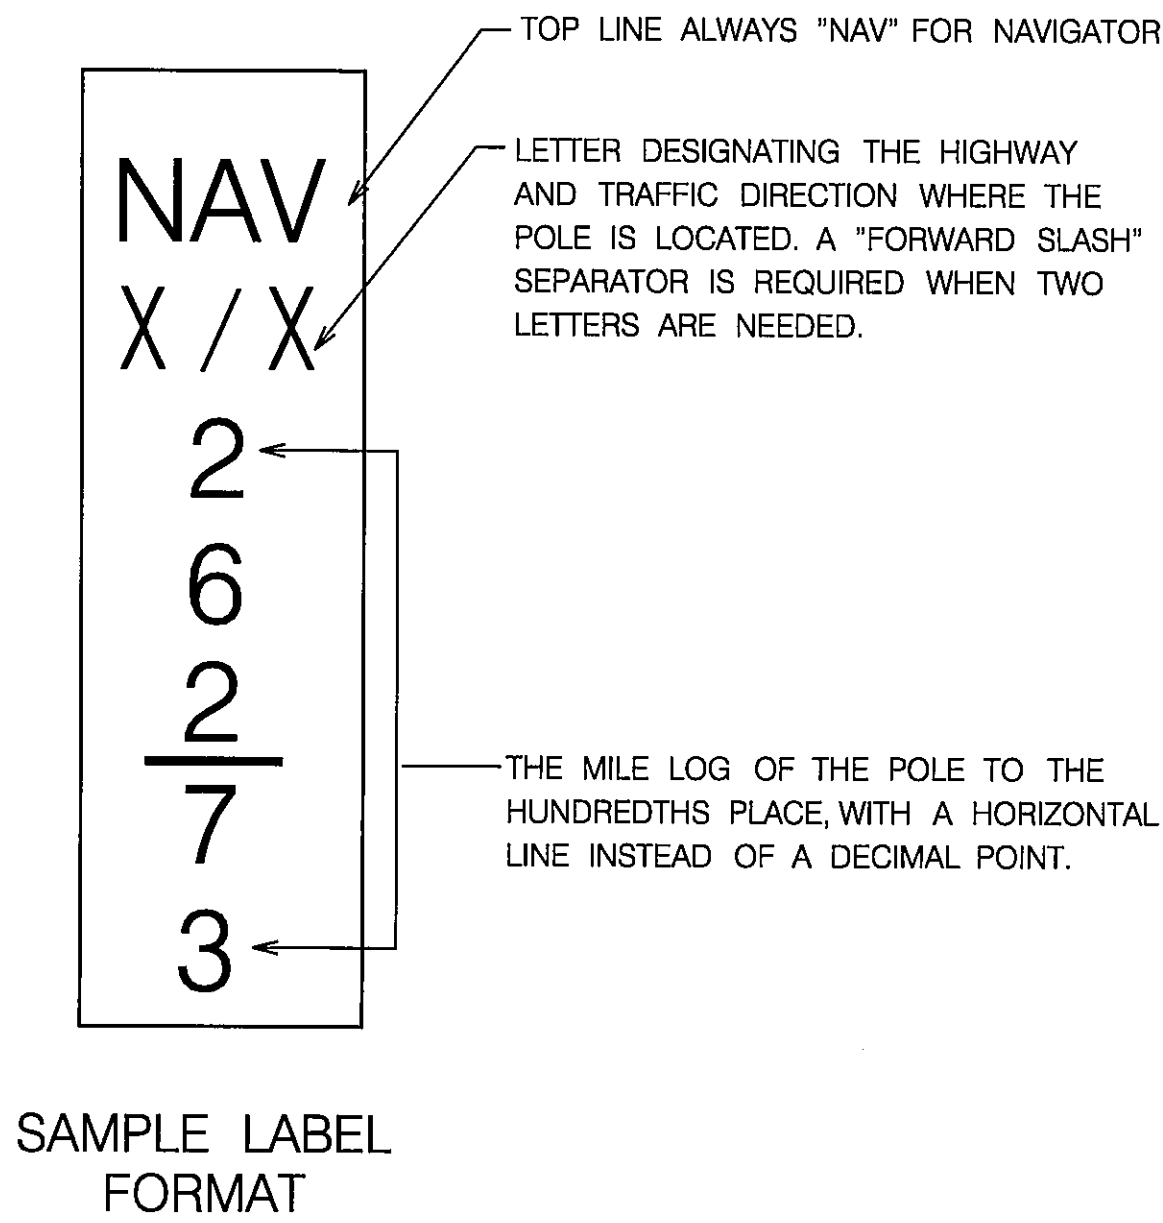 TOP LINE ALWAYS "NAV" FOR NAVIGATOR
NAV
X / X
LETTER DESIGNATING THE HIGHWAY
AND TRAFFIC DIRECTION WHERE THE
POLE IS LOCATED. A "FORWARD SLASH"
SEPARATOR IS REQUIRED WHEN TWO
LETTERS ARE NEEDED.
2
6
2
7
3
THE MILE LOG OF THE POLE TO THE
HUNDREDTHS PLACE, WITH A HORIZONTAL
LINE INSTEAD OF A DECIMAL POINT.
SAMPLE LABEL
FORMAT